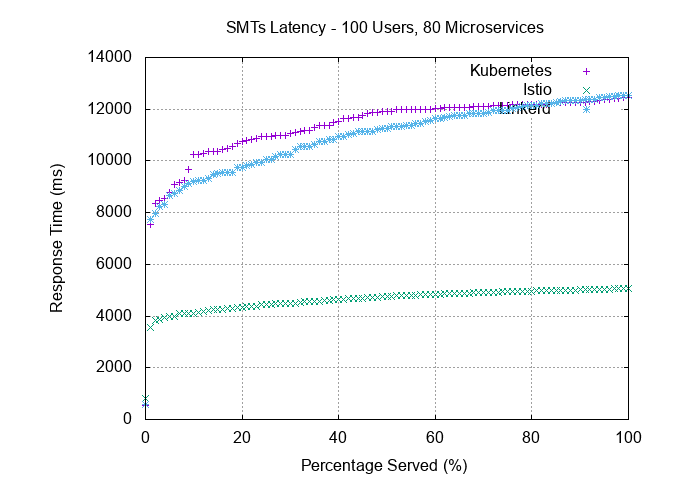 SMTs Latency - 100 Users, 80 Microservices
14000
12000
10000
8000
6000
4000
2000
0
Response Time (ms)
Kubernetes
Istio
Linkerd
0 20 40 60 80 100
Percentage Served (%)